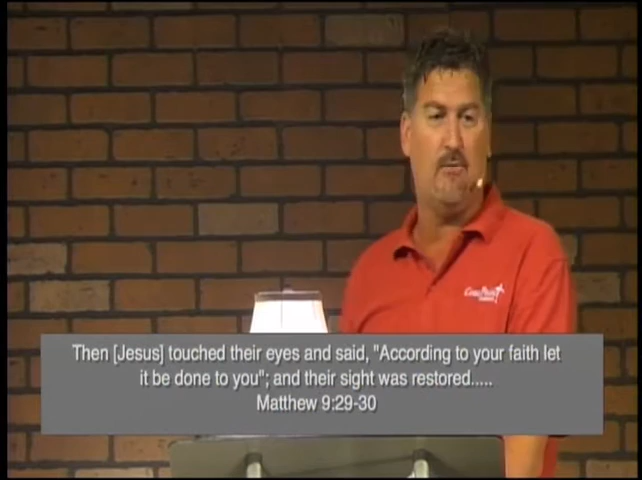 Then [Jesus] touched their eyes and said, "According to your faith let
it be done to you"; and their sight was restored.....
Matthew 9:29-30